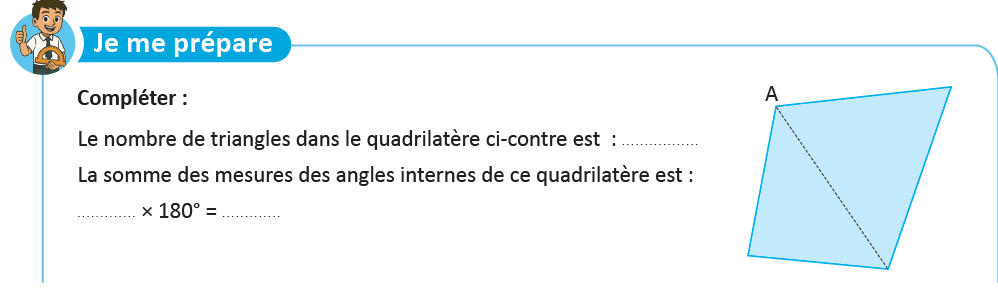 Je me prépare
Compléter :
Le nombre de triangles dans le quadrilatère ci-contre est : .................
La somme des mesures des angles internes de ce quadrilatère est :
............. × 180° = .............
A